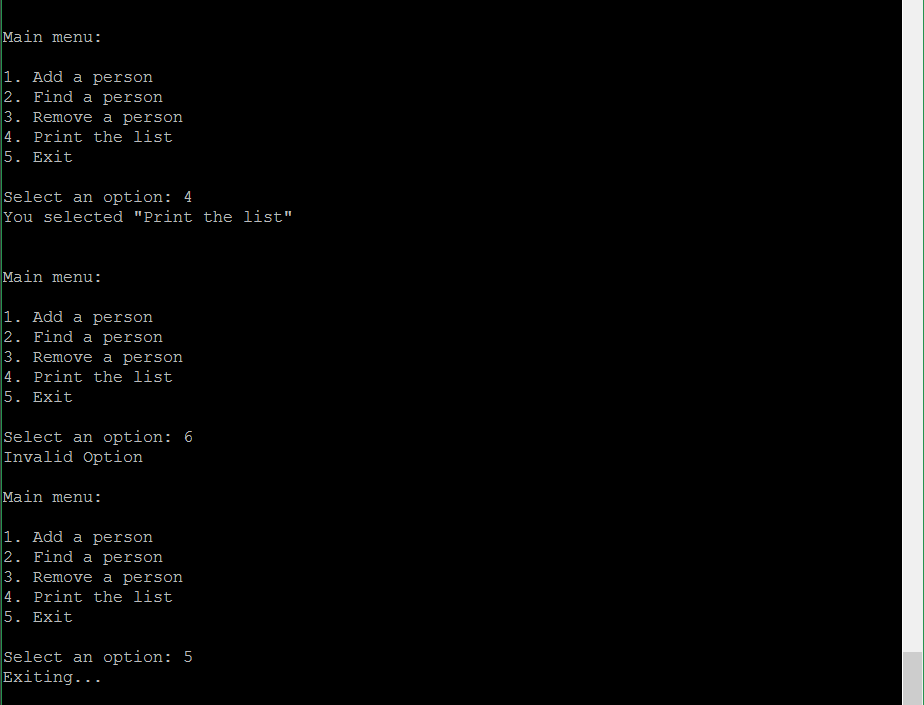 Main menu:
1. Add a person
2. Find a person
3. Remove a person
4. Print the list
5. Exit
Select an option: 4
You selected "Print the list"
Main menu:
1. Add a person
2. Find a person
3. Remove a person
4. Print the list
5. Exit
Select an option: 6
Invalid Option
Main menu:
1. Add a person
2. Find a person
3. Remove a person
4. Print the list
5. Exit
Select an option: 5
Exiting...